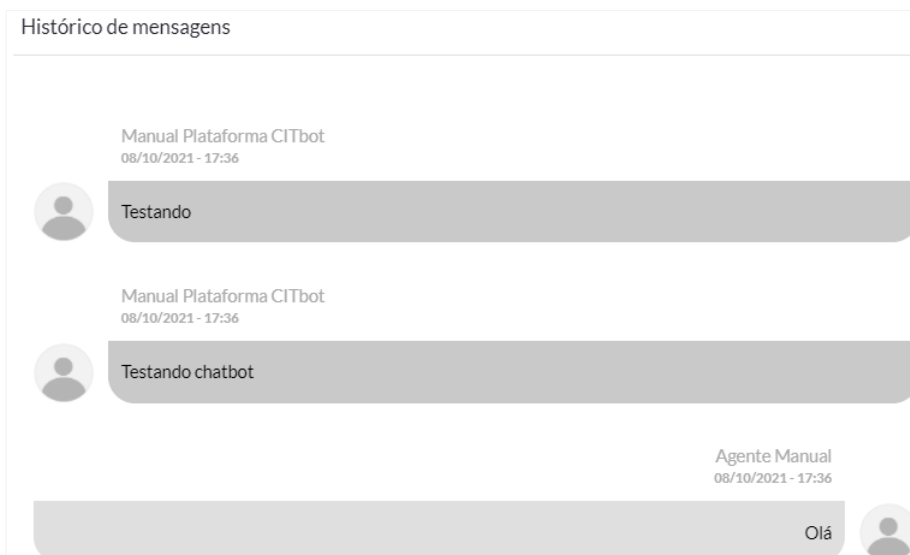 Histórico de mensagens
Manual Plataforma CITbot
08/10/2021 - 17:36
Testando
Manual Plataforma CITbot
08/10/2021 - 17:36
Testando chatbot
Agente Manual
08/10/2021 - 17:36
Olá